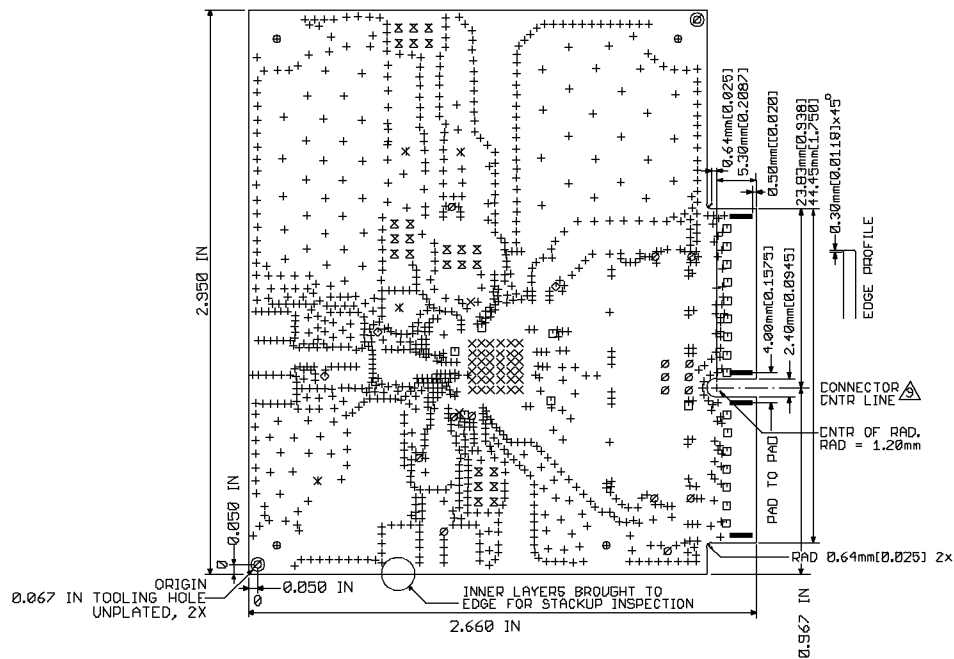 0.64mm[0.025]
5.30mm[0.2087]
0.50mm[0.020]
23.83mm[0.938]
44.45mm[1.750]
0.30mm[0.0118]x45°
EDGE PROFILE
2.950 IN
4.00mm[0.1575]
2.40mm[0.0945]
CONNECTOR
CNTR LINE 9
CNTR OF RAD.
RAD = 1.20mm
PAD TO PAD
0.050 IN
0
RAD 0.64mm[0.025] 2x
ORIGIN
0.067 IN TOOLING HOLE
UNPLATED, 2X
0.050 IN
0
INNER LAYERS BROUGHT TO
EDGE FOR STACKUP INSPECTION
2.660 IN
0.967 IN